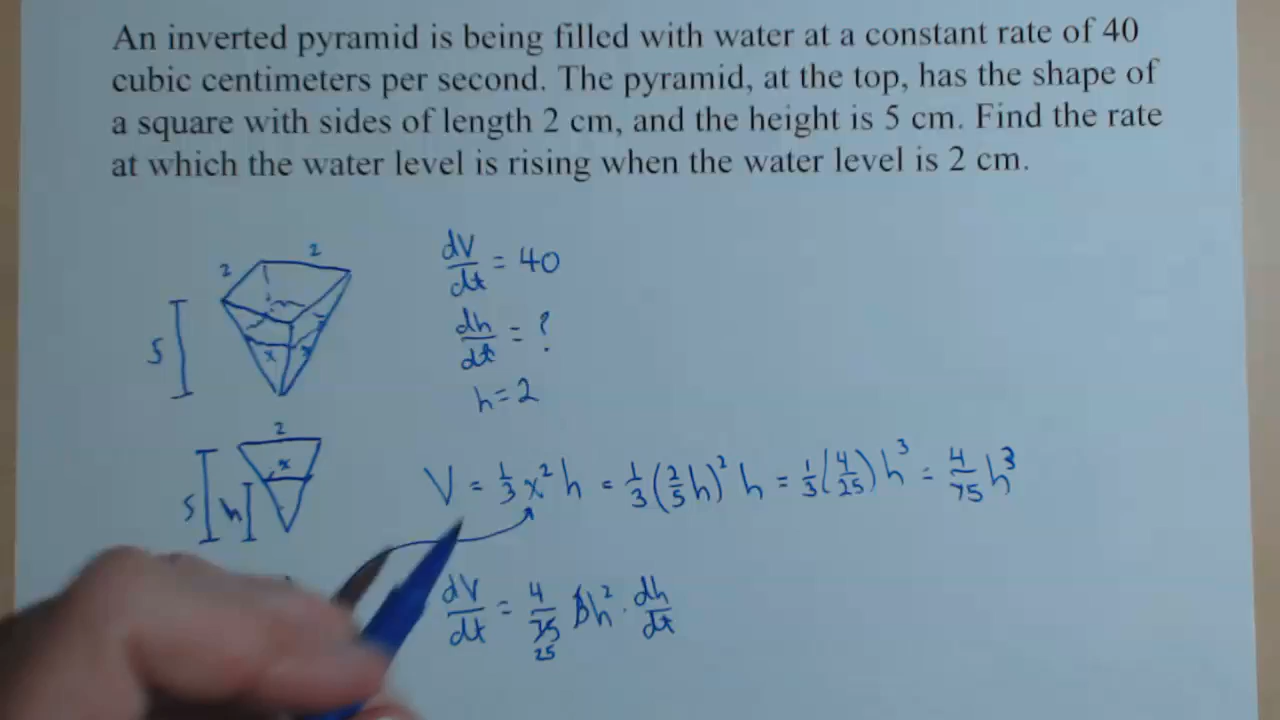 An inverted pyramid is being filled with water at a constant rate of 40
cubic centimeters per second. The pyramid, at the top, has the shape of
a square with sides of length 2 cm, and the height is 5 cm. Find the rate
at which the water level is rising when the water level is 2 cm.
2
2
5
x
x
dV/dt = 40
dh/dt = ?
h=2
2
x
5
h
V = 1/3 x² h = 1/3 (2/5 h)² h = 1/3 (4/25) h³ = 4/75 h³
dV/dt = 4/75 3h² · dh/dt
25